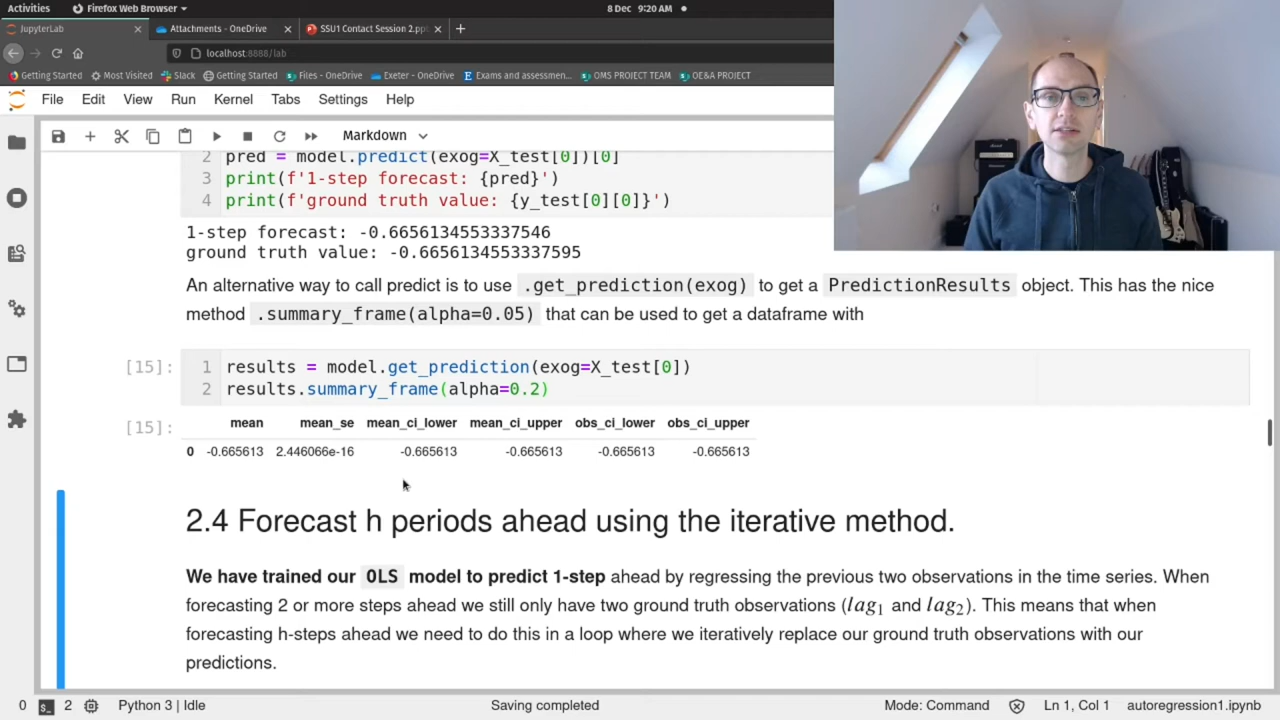 Activities
Firefox Web Browser
8 Dec 9:20 AM
JupyterLab
Attachments - OneDrive
SSU1 Contact Session 2.ppt
localhost:8888/lab
Getting Started
Most Visited
Slack
Getting Started
Files - OneDrive
Exeter - OneDrive
Exams and assessmen...
OMS PROJECT TEAM
OE&A PROJECT
File Edit View Run Kernel Tabs Settings Help
Markdown
2 pred = model.predict(exog=X_test[0])[0]
3 print(f'1-step forecast: {pred}')
4 print(f'ground truth value: {y_test[0][0]}')
1-step forecast: -0.6656134553337546
ground truth value: -0.6656134553337595
An alternative way to call predict is to use .get_prediction(exog) to get a PredictionResults object. This has the nice
method .summary_frame(alpha=0.05) that can be used to get a dataframe with
[15]: 1 results = model.get_prediction(exog=X_test[0])
2 results.summary_frame(alpha=0.2)
[15]: mean mean_se mean_ci_lower mean_ci_upper obs_ci_lower obs_ci_upper
0 -0.665613 2.446066e-16 -0.665613 -0.665613 -0.665613 -0.665613
2.4 Forecast h periods ahead using the iterative method.
We have trained our OLS model to predict 1-step ahead by regressing the previous two observations in the time series. When
forecasting 2 or more steps ahead we still only have two ground truth observations (lag₁ and lag₂). This means that when
forecasting h-steps ahead we need to do this in a loop where we iteratively replace our ground truth observations with our
predictions.
0 2 Python 3 | Idle Saving completed Mode: Command Ln 1, Col 1 autoregression1.ipynb